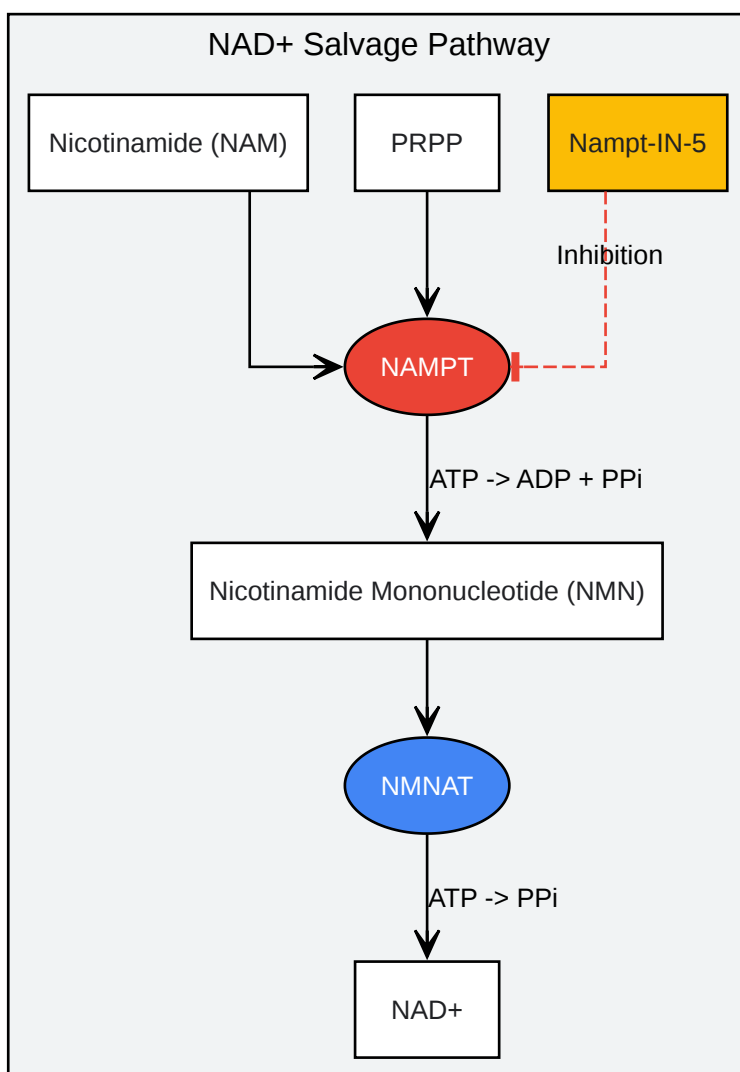 NAD+ Salvage Pathway
Nicotinamide (NAM)
PRPP
Nampt-IN-5
Inhibition
NAMPT
ATP -> ADP + PPi
Nicotinamide Mononucleotide (NMN)
NMNAT
ATP -> PPi
NAD+